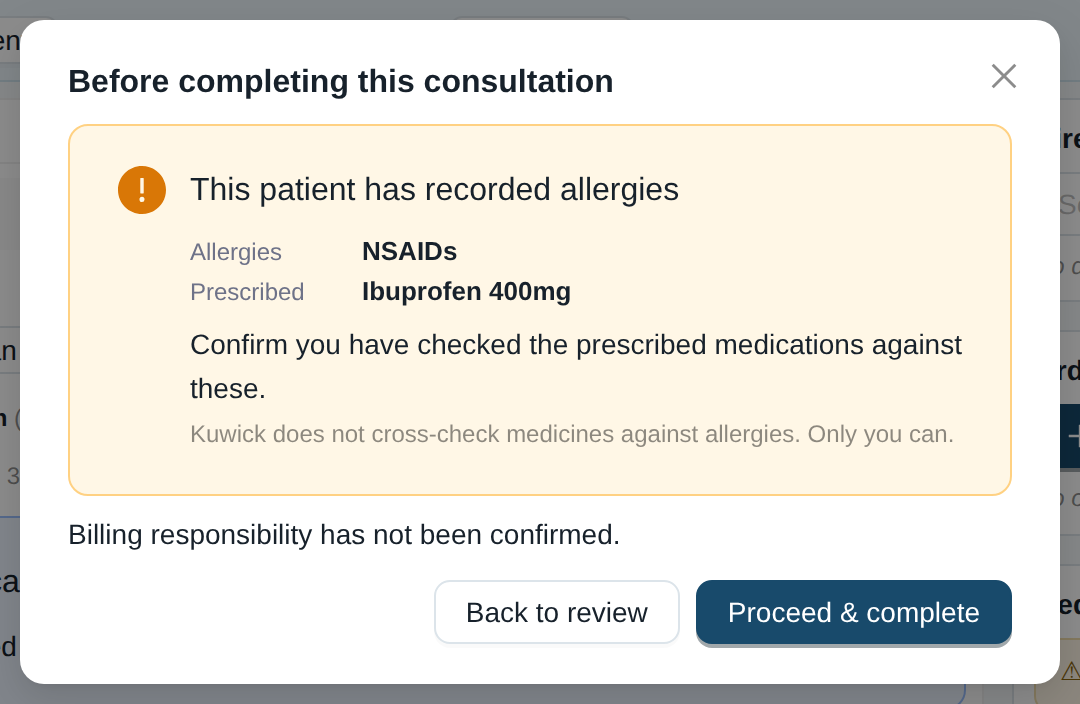 Before completing this consultation
This patient has recorded allergies
Allergies NSAIDs
Prescribed Ibuprofen 400mg
Confirm you have checked the prescribed medications against
these.
Kuwick does not cross-check medicines against allergies. Only you can.
Billing responsibility has not been confirmed.
Back to review
Proceed & complete